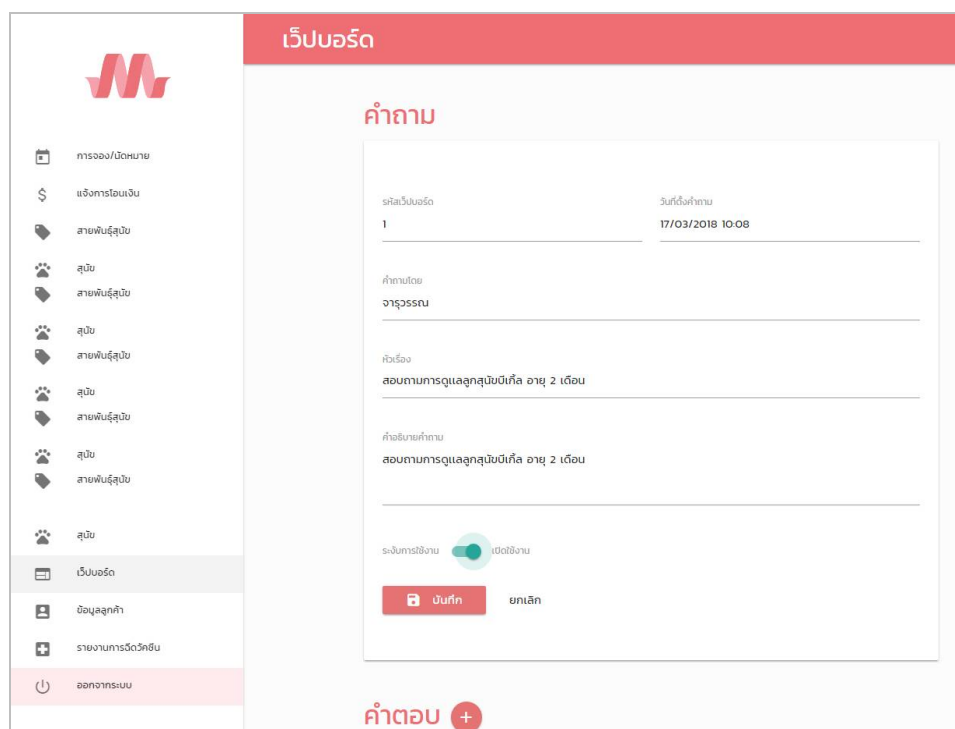 เว็ปบอร์ด
การจอง/นัดหมาย
แจ้งการโอนเงิน
สายพันธุ์สุนัข
สุนัข
สายพันธุ์สุนัข
สุนัข
สายพันธุ์สุนัข
สุนัข
สายพันธุ์สุนัข
สุนัข
สายพันธุ์สุนัข
สุนัข
เว็ปบอร์ด
ข้อมูลลูกค้า
รายงานการฉีดวัคซีน
ออกจากระบบ
คำถาม
รหัสเว็บบอร์ด วันที่ตั้งคำถาม
1 17/03/2018 10:08
คำถามโดย
จารุวรรณ
หัวเรื่อง
สอบถามการดูแลลูกสุนัขบีเกิ้ล อายุ 2 เดือน
คำอธิบายคำถาม
สอบถามการดูแลลูกสุนัขบีเกิ้ล อายุ 2 เดือน
ระงับการใช้งาน เปิดใช้งาน
บันทึก ยกเลิก
คำตอบ +